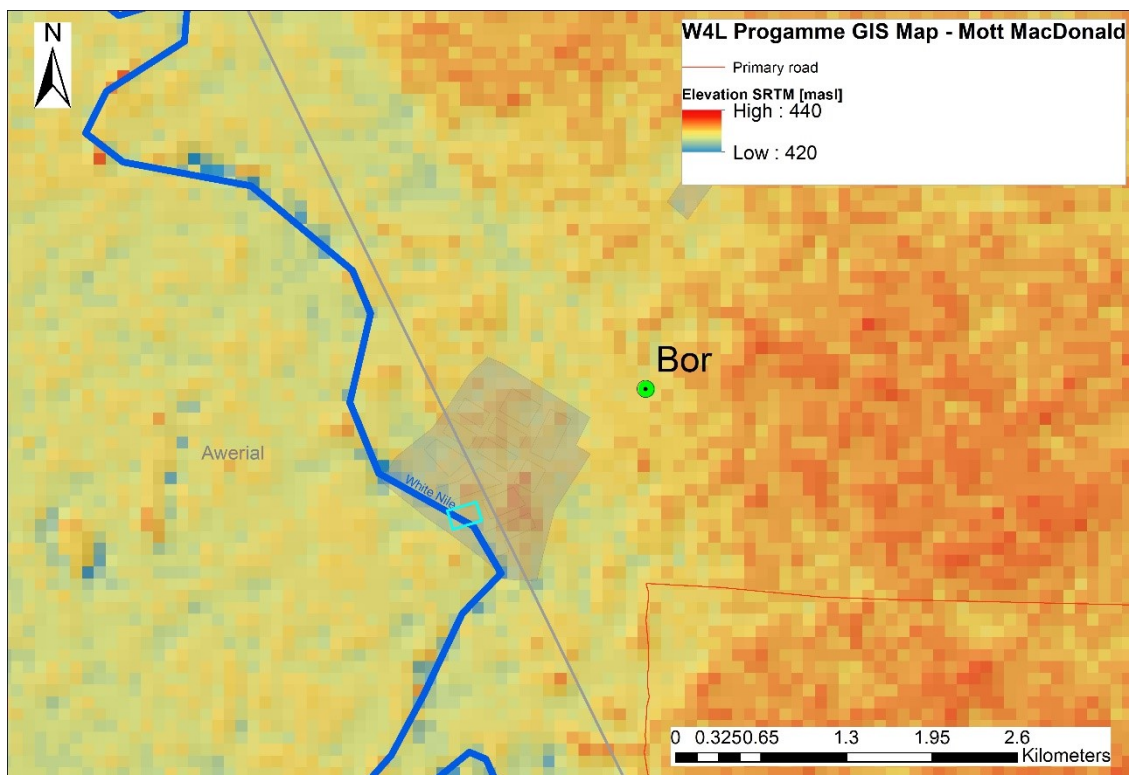 N
W4L Progamme GIS Map - Mott MacDonald
Primary road
Elevation SRTM [masl]
High : 440
Low : 420
Bor
Awerial
White Nile
0 0.3250.65 1.3 1.95 2.6
Kilometers